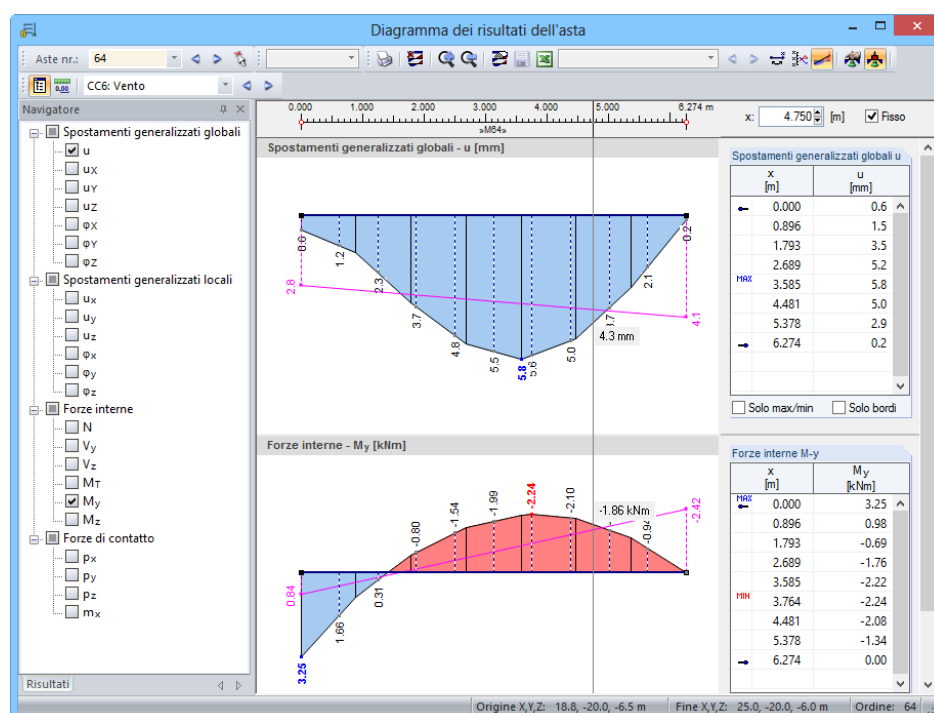 Diagramma dei risultati dell'asta
Aste nr.: 64
0,00 CC6: Vento
Navigatore
Spostamenti generalizzati globali
u
uX
uY
uZ
φX
φY
φZ
Spostamenti generalizzati locali
ux
uy
uz
φx
φy
φz
Forze interne
N
Vy
Vz
MT
My
Mz
Forze di contatto
px
py
pz
mx
Risultati
0.000 1.000 2.000 3.000 4.000 5.000 6.274 m
»M64»
x: 4.750 [m] Fisso
Spostamenti generalizzati globali - u [mm]
0.6
1.2
2.3
3.7
4.8
5.5
5.8
5.6
5.0
3.7
2.1
0.2
2.8
4.1
4.3 mm
Spostamenti generalizzati globali u
x u
[m] [mm]
0.000 0.6
0.896 1.5
1.793 3.5
2.689 5.2
MAX 3.585 5.8
4.481 5.0
5.378 2.9
6.274 0.2
Solo max/min Solo bordi
Forze interne - My [kNm]
3.25
1.66
0.31
-0.80
-1.54
-1.99
-2.24
-2.10
-0.94
0.84
-2.42
-1.86 kNm
Forze interne M-y
x My
[m] [kNm]
MAX 0.000 3.25
0.896 0.98
1.793 -0.69
2.689 -1.76
3.585 -2.22
MIN 3.764 -2.24
4.481 -2.08
5.378 -1.34
6.274 0.00
Origine X,Y,Z: 18.8, -20.0, -6.5 m Fine X,Y,Z: 25.0, -20.0, -6.0 m Ordine: 64